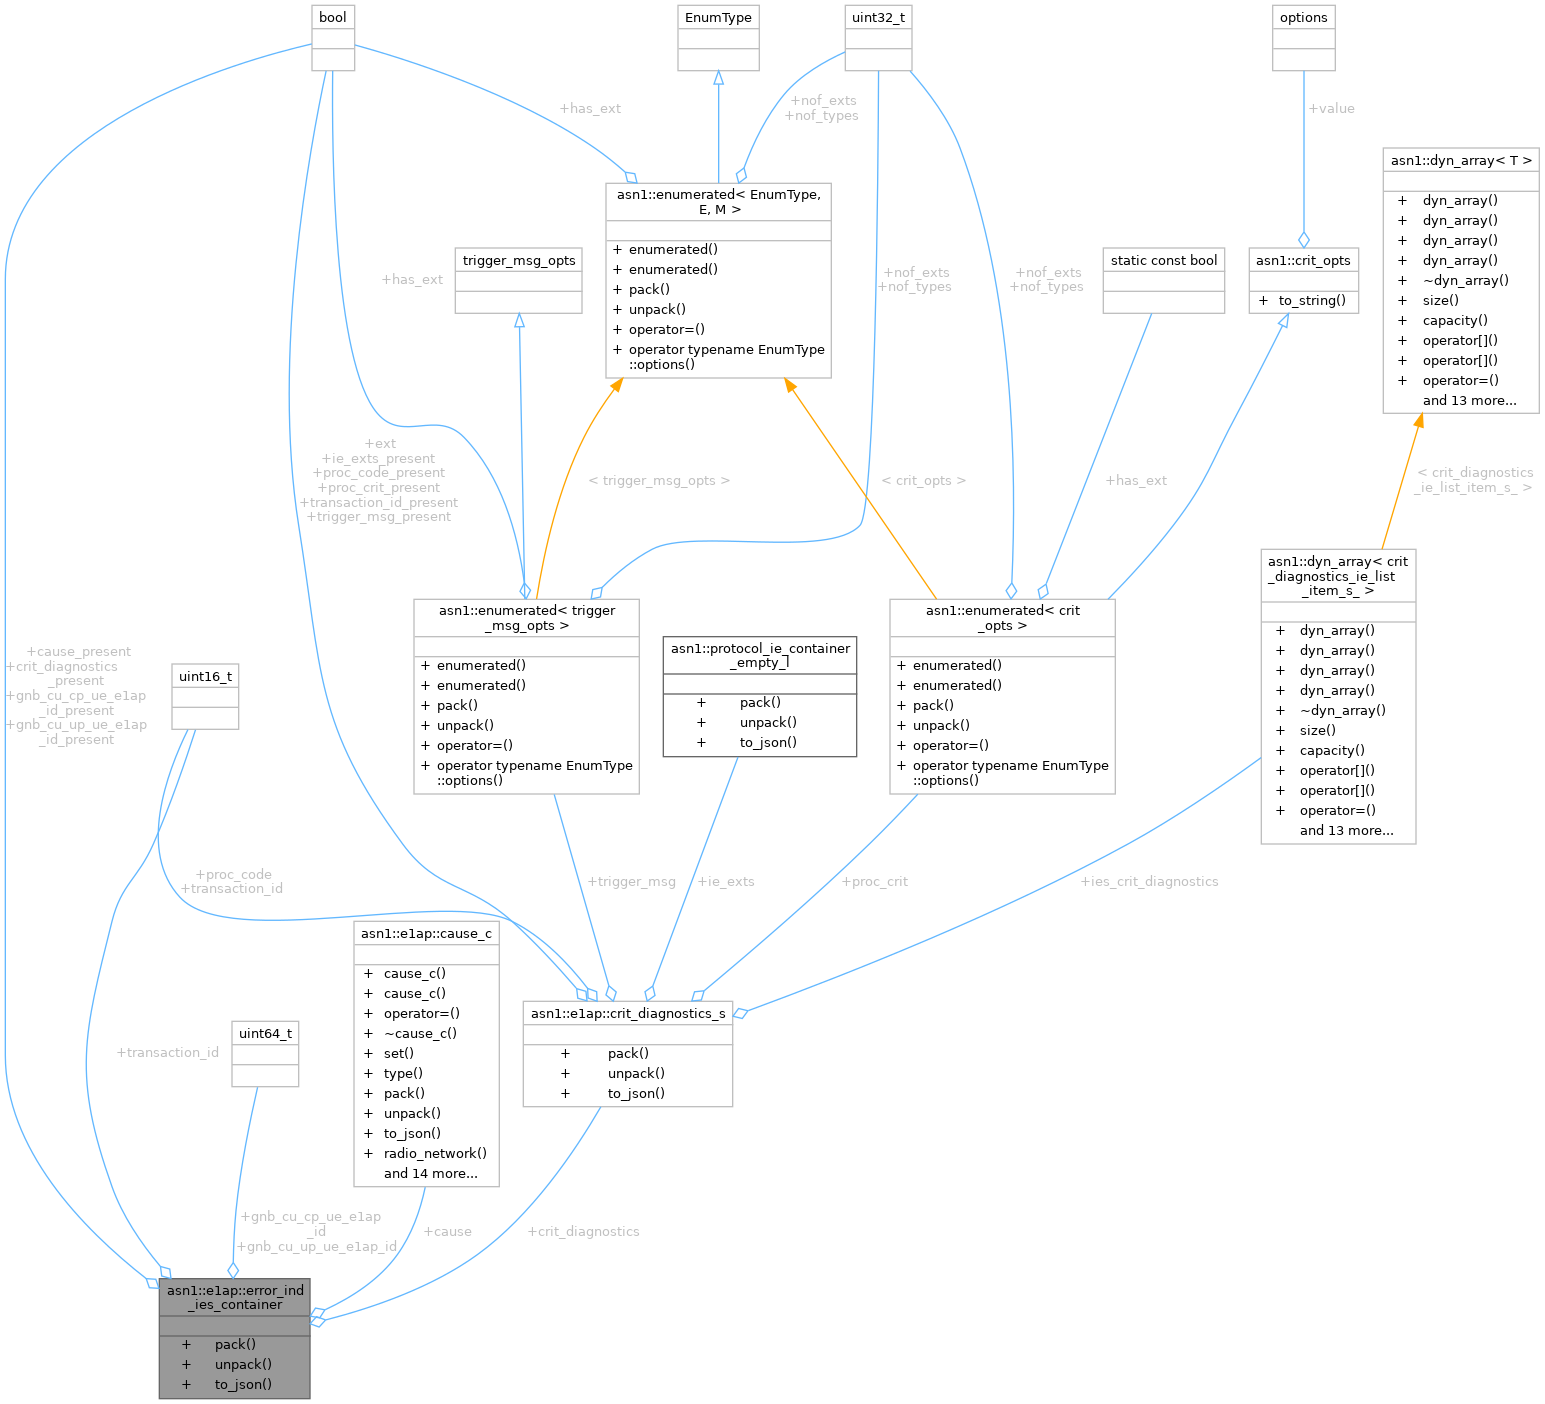 bool
EnumType
uint32_t
options
+has_ext
+nof_exts
+nof_types
+value
asn1::dyn_array< T >
+ dyn_array()
+ dyn_array()
+ dyn_array()
+ dyn_array()
+ ~dyn_array()
+ size()
+ capacity()
+ operator[]()
+ operator[]()
+ operator=()
and 13 more...
asn1::enumerated< EnumType,
E, M >
+ enumerated()
+ enumerated()
+ pack()
+ unpack()
+ operator=()
+ operator typename EnumType
::options()
trigger_msg_opts
static const bool
asn1::crit_opts
+ to_string()
+has_ext
+nof_exts
+nof_types
+nof_exts
+nof_types
+ext
+ie_exts_present
+proc_code_present
+proc_crit_present
+transaction_id_present
+trigger_msg_present
< trigger_msg_opts >
< crit_opts >
+has_ext
< crit_diagnostics
_ie_list_item_s_ >
asn1::dyn_array< crit
_diagnostics_ie_list
_item_s_ >
+ dyn_array()
+ dyn_array()
+ dyn_array()
+ dyn_array()
+ ~dyn_array()
+ size()
+ capacity()
+ operator[]()
+ operator[]()
+ operator=()
and 13 more...
asn1::enumerated< trigger
_msg_opts >
+ enumerated()
+ enumerated()
+ pack()
+ unpack()
+ operator=()
+ operator typename EnumType
::options()
asn1::protocol_ie_container
_empty_l
+ pack()
+ unpack()
+ to_json()
asn1::enumerated< crit
_opts >
+ enumerated()
+ enumerated()
+ pack()
+ unpack()
+ operator=()
+ operator typename EnumType
::options()
+cause_present
+crit_diagnostics
_present
+gnb_cu_cp_ue_e1ap
_id_present
+gnb_cu_up_ue_e1ap
_id_present
uint16_t
+proc_code
+transaction_id
+trigger_msg
+ie_exts
+proc_crit
+ies_crit_diagnostics
asn1::e1ap::cause_c
+ cause_c()
+ cause_c()
+ operator=()
+ ~cause_c()
+ set()
+ type()
+ pack()
+ unpack()
+ to_json()
+ radio_network()
and 14 more...
asn1::e1ap::crit_diagnostics_s
+ pack()
+ unpack()
+ to_json()
+transaction_id
uint64_t
+gnb_cu_cp_ue_e1ap
_id
+gnb_cu_up_ue_e1ap_id
+cause
+crit_diagnostics
asn1::e1ap::error_ind
_ies_container
+ pack()
+ unpack()
+ to_json()